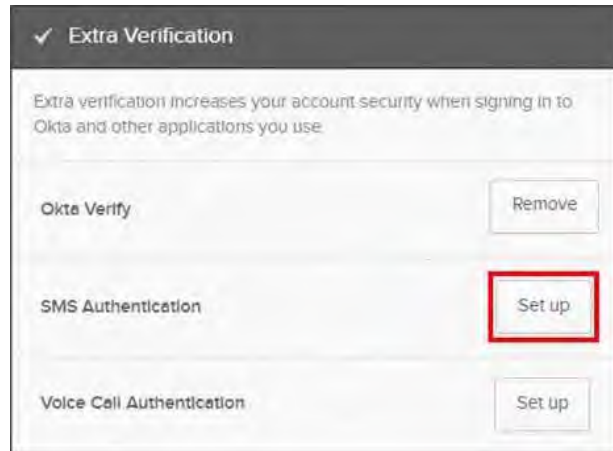 ✓ Extra Verification
Extra verification increases your account security when signing in to
Okta and other applications you use
Okta Verify
Remove
SMS Authentication
Set up
Voice Call Authentication
Set up